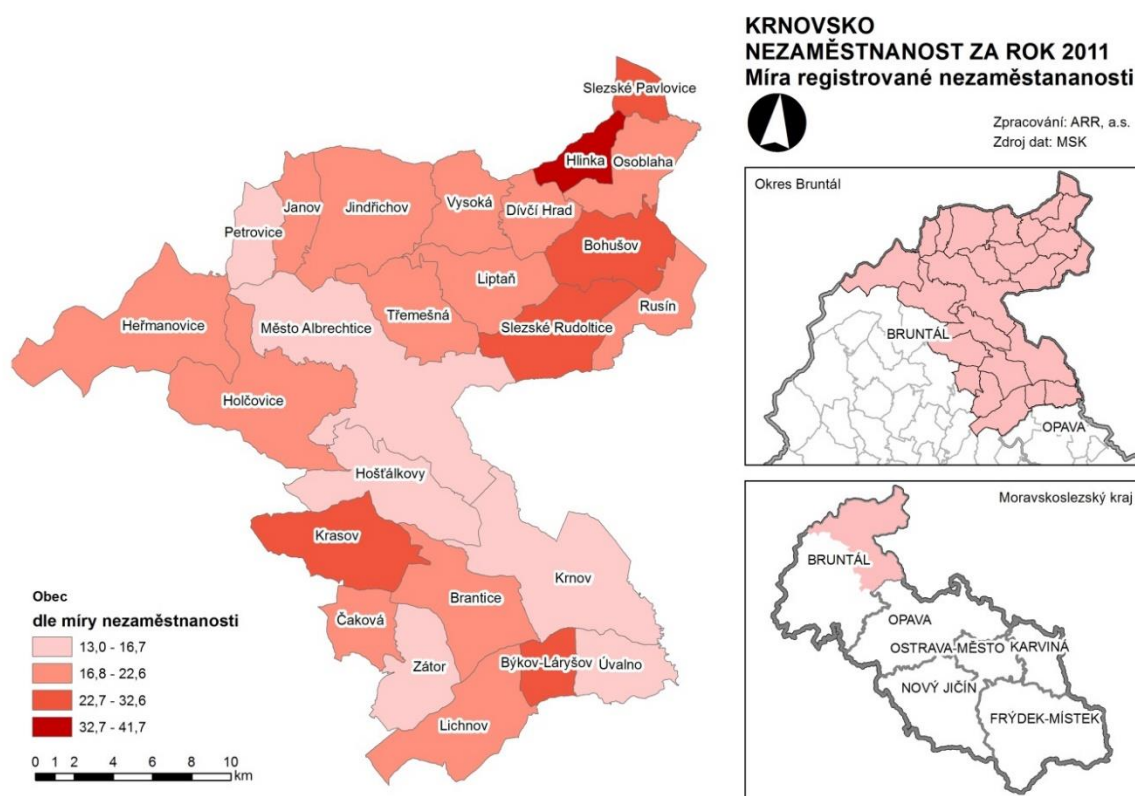 KRNOVSKO
NEZAMĚSTNANOST ZA ROK 2011
Míra registrované nezaměstananosti
Zpracování: ARR, a.s.
Zdroj dat: MSK
Slezské Pavlovice
Hlinka
Osoblaha
Janov
Jindřichov
Vysoká
Dívčí Hrad
Petrovice
Bohušov
Liptaň
Rusín
Heřmanovice
Město Albrechtice
Třemešná
Slezské Rudoltice
Holčovice
Hošťálkovy
Krasov
Krnov
Brantice
Čaková
Zátor
Býkov-Láryšov
Úvalno
Lichnov
Obec
dle míry nezaměstnanosti
13,0 - 16,7
16,8 - 22,6
22,7 - 32,6
32,7 - 41,7
0 1 2 4 6 8 10
km
Okres Bruntál
BRUNTÁL
OPAVA
Moravskoslezský kraj
BRUNTÁL
OPAVA
OSTRAVA-MĚSTO
KARVINÁ
NOVÝ JIČÍN
FRÝDEK-MÍSTEK